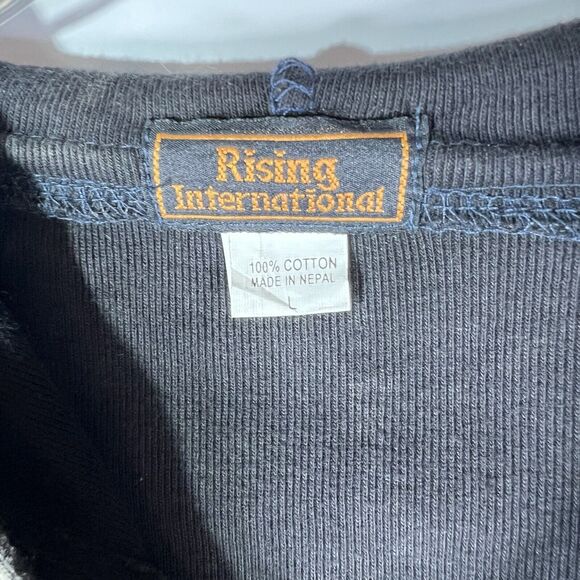 Rising
International
100% COTTON
MADE IN NEPAL
L